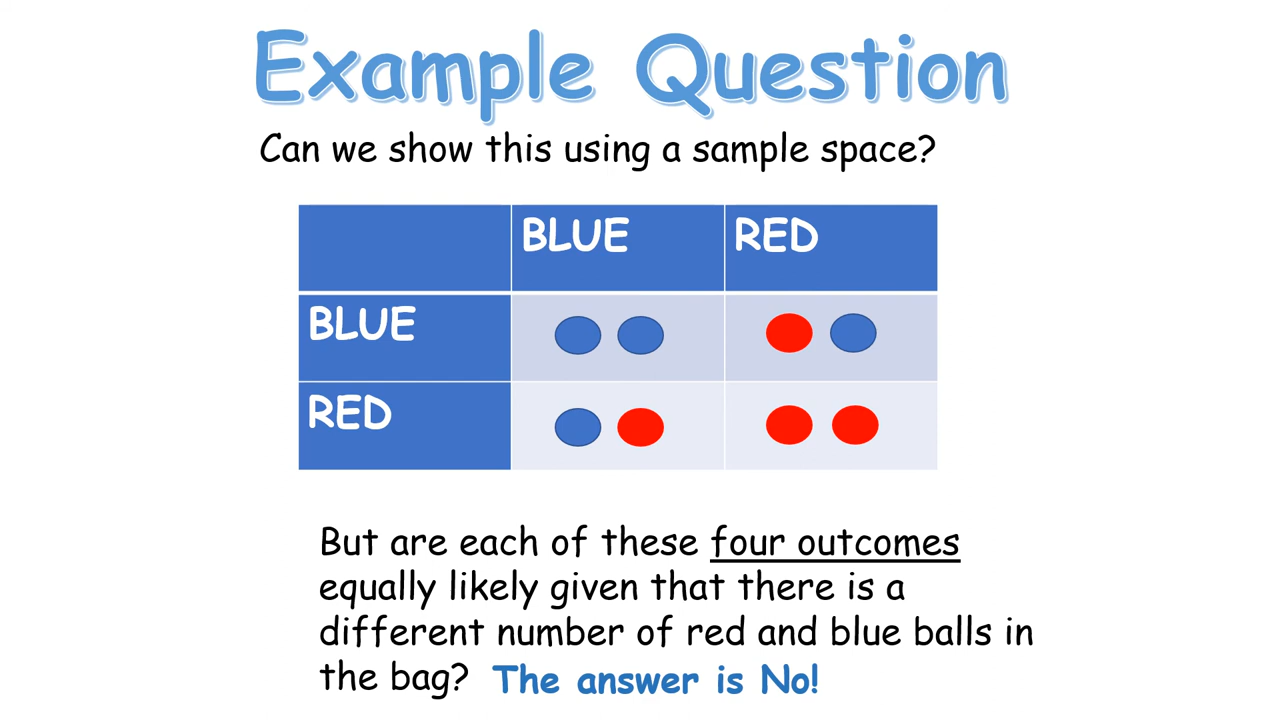 Example Question
Can we show this using a sample space?
BLUE RED
BLUE
RED
But are each of these four outcomes
equally likely given that there is a
different number of red and blue balls in
the bag? The answer is No!